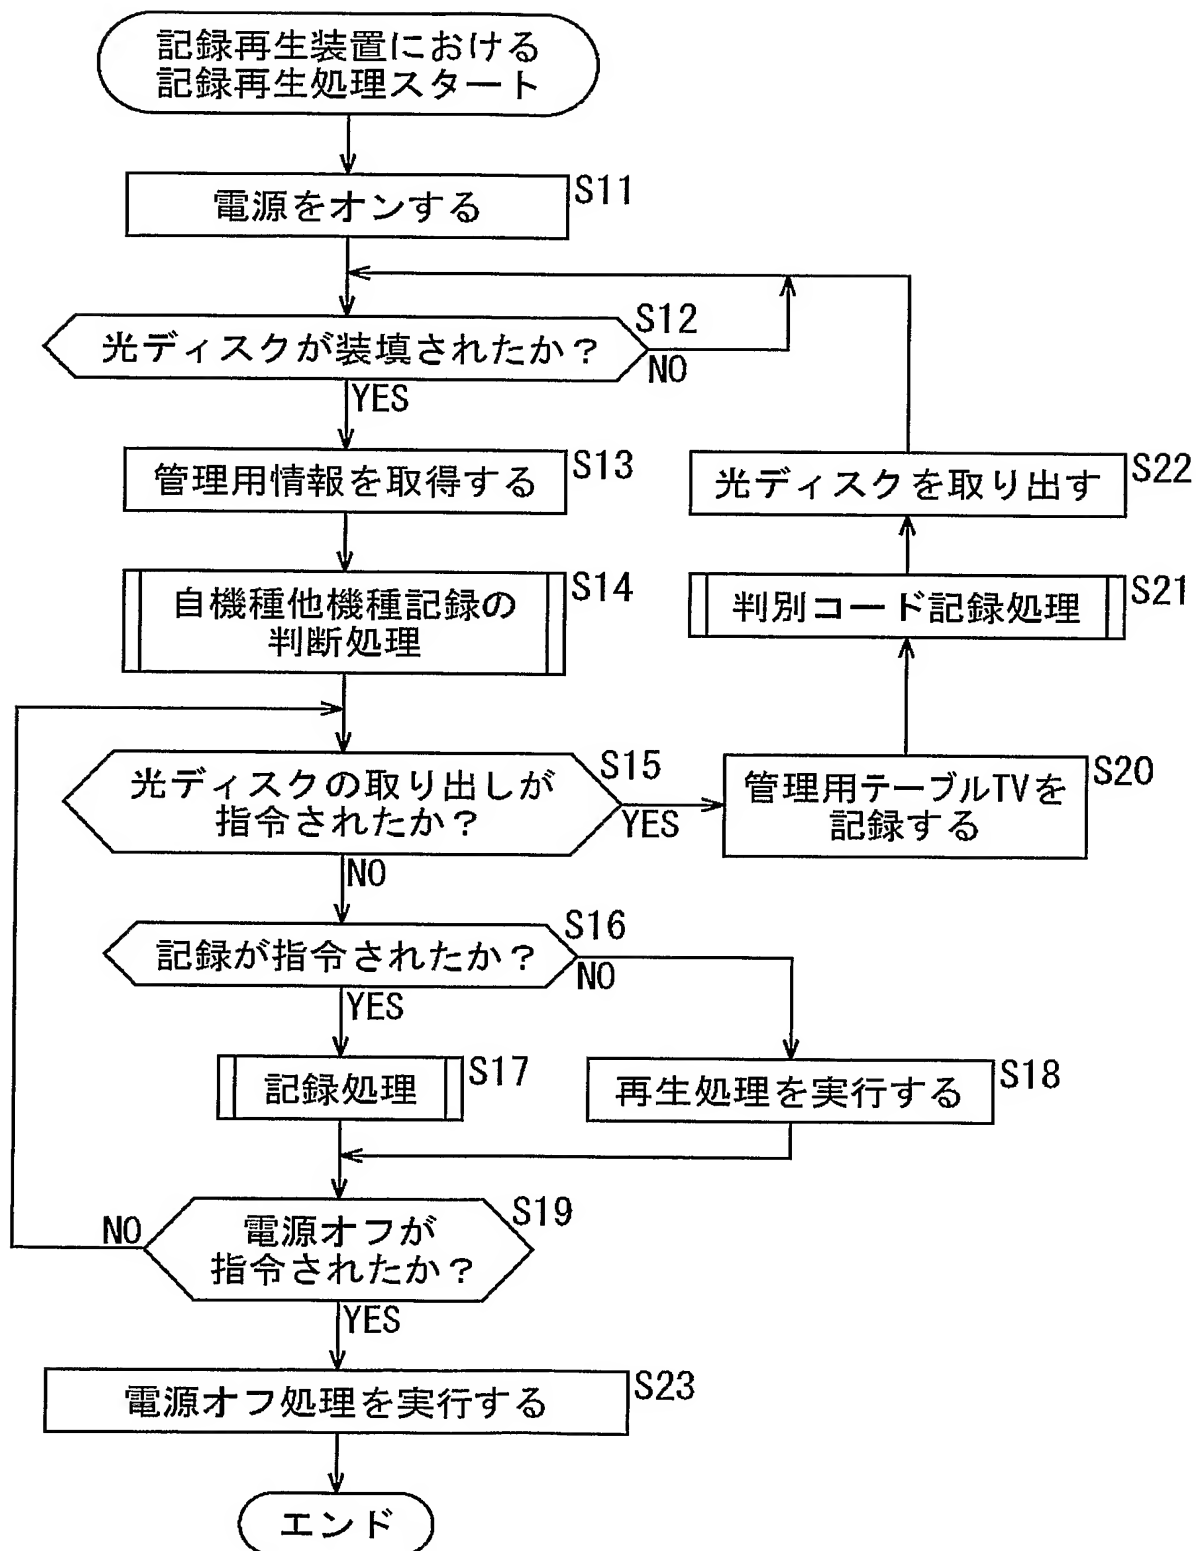 記録再生装置における
記録再生処理スタート
電源をオンする
S11
光ディスクが装填されたか?
S12
NO
YES
管理用情報を取得する
S13
自機種他機種記録の
判断処理
S14
光ディスクの取り出しが
指令されたか?
S15
YES
NO
記録が指令されたか?
S16
NO
YES
記録処理
S17
再生処理を実行する
S18
電源オフが
指令されたか?
S19
NO
YES
管理用テーブルTVを
記録する
S20
判別コード記録処理
S21
光ディスクを取り出す
S22
電源オフ処理を実行する
S23
エンド